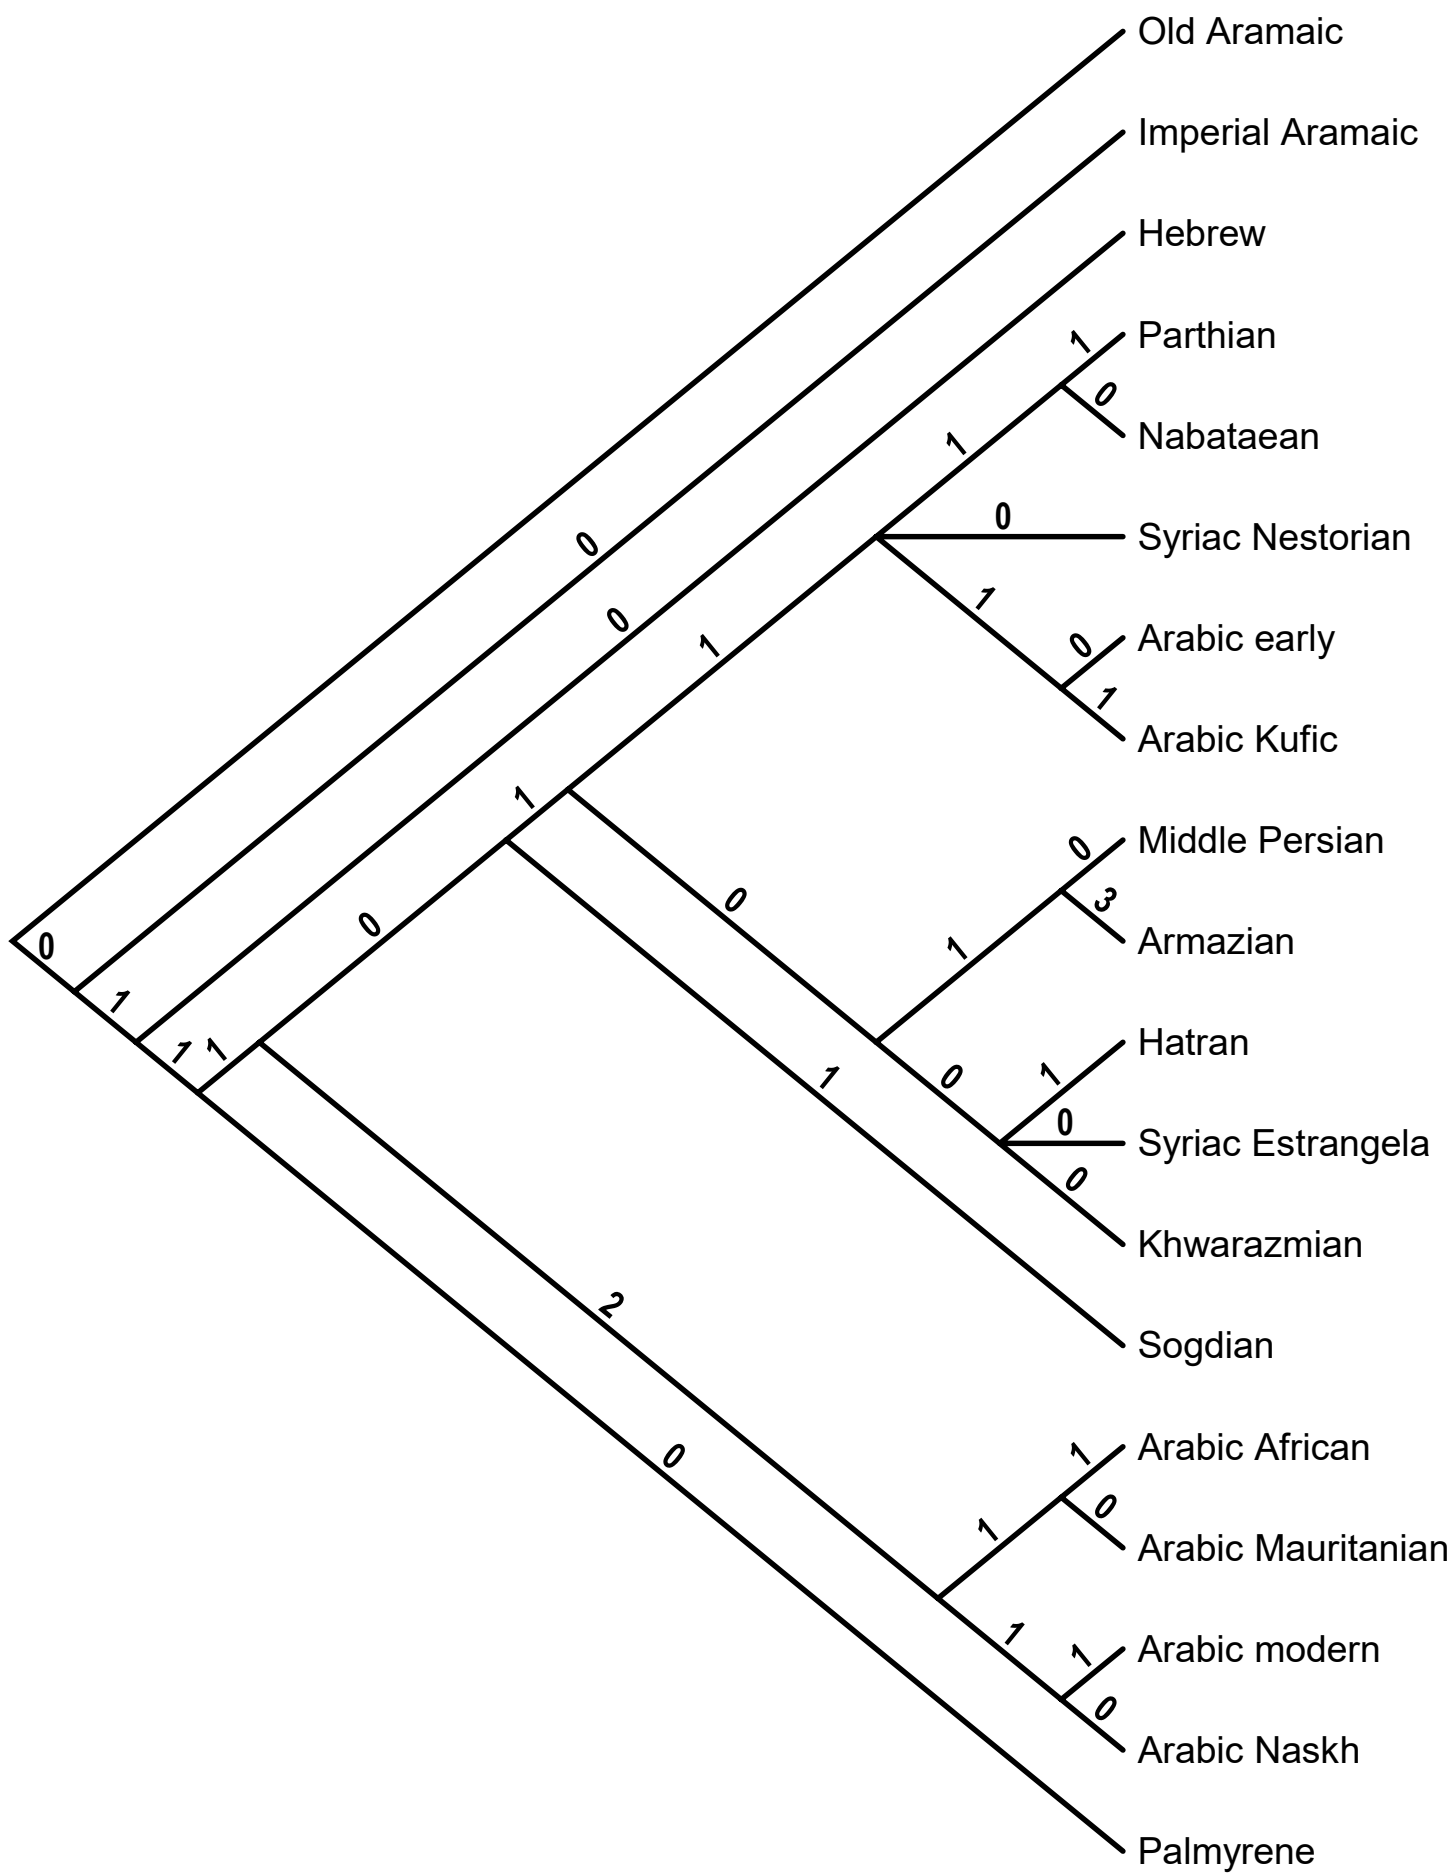 Old Aramaic
Imperial Aramaic
Hebrew
Parthian
1
0
Nabataean
1
0
Syriac Nestorian
0
1
0
Arabic early
0
1
1
Arabic Kufic
1
0
Middle Persian
0
3
0
1
Armazian
0
1
Hatran
1
1
1
0
1
0
Syriac Estrangela
1
0
Khwarazmian
2
Sogdian
0
1
Arabic African
0
1
Arabic Mauritanian
1
1
Arabic modern
0
Arabic Naskh
Palmyrene